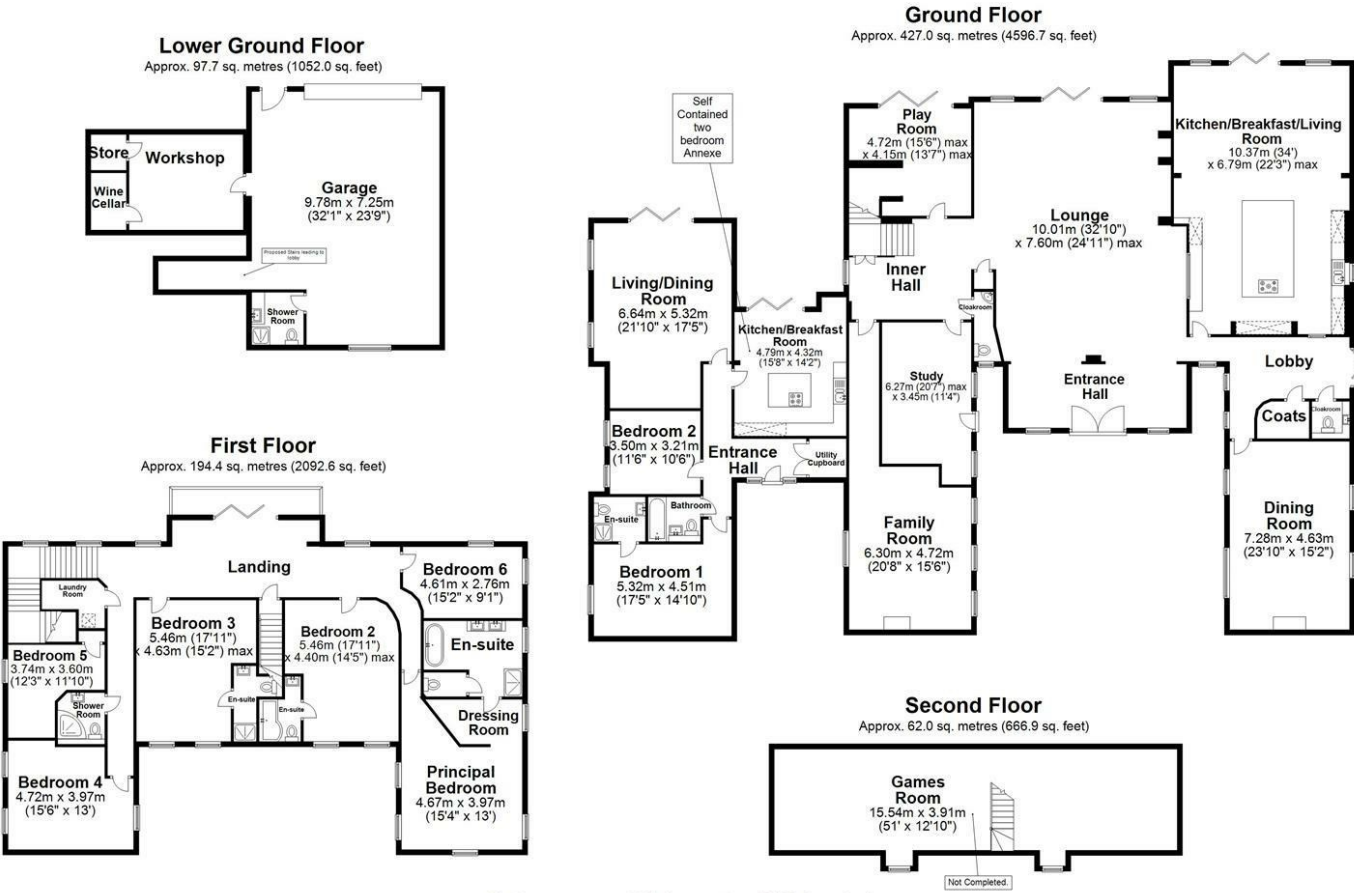 Lower Ground Floor
Approx. 97.7 sq. metres (1052.0 sq. feet)
Store
Workshop
Wine
Cellar
Garage
9.78m x 7.25m
(32'1" x 23'9")
Proposed Stairs leading to
lobby
Shower
Room
Ground Floor
Approx. 427.0 sq. metres (4596.7 sq. feet)
Self
Contained
two
bedroom
Annexe
Play
Room
4.72m (15'6") max
x 4.15m (13'7") max
Kitchen/Breakfast/Living
Room
10.37m (34')
x 6.79m (22'3") max
Lounge
10.01m (32'10")
x 7.60m (24'11") max
Inner
Hall
Living/Dining
Room
6.64m x 5.32m
(21'10" x 17'5")
Cloakroom
Kitchen/Breakfast
Room
4.79m x 4.32m
(15'8" x 14'2")
Study
6.27m (20'7") max
x 3.45m (11'4")
Entrance
Hall
Lobby
Coats
Cloakroom
Bedroom 2
3.50m x 3.21m
(11'6" x 10'6")
Entrance
Hall
Utility
Cupboard
En-suite
Bathroom
Bedroom 1
5.32m x 4.51m
(17'5" x 14'10")
Family
Room
6.30m x 4.72m
(20'8" x 15'6")
Dining
Room
7.28m x 4.63m
(23'10" x 15'2")
First Floor
Approx. 194.4 sq. metres (2092.6 sq. feet)
Landing
Laundry
Room
Bedroom 6
4.61m x 2.76m
(15'2" x 9'1")
Bedroom 3
5.46m (17'11")
x 4.63m (15'2") max
Bedroom 2
5.46m (17'11")
x 4.40m (14'5") max
En-suite
Bedroom 5
3.74m x 3.60m
(12'3" x 11'10")
Shower
Room
En-suite
En-suite
Dressing
Room
Bedroom 4
4.72m x 3.97m
(15'6" x 13')
Principal
Bedroom
4.67m x 3.97m
(15'4" x 13')
Second Floor
Approx. 62.0 sq. metres (666.9 sq. feet)
Games
Room
15.54m x 3.91m
(51' x 12'10")
Not Completed.